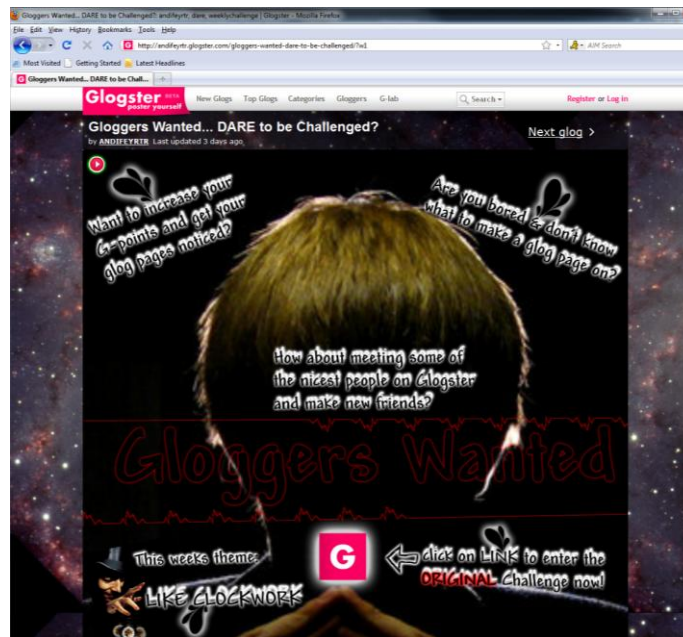 Gloggers Wanted... DARE to be Challenged?: andifeyrtr, dare, weeklychallenge | Glogster - Mozilla Firefox
File Edit View History Bookmarks Tools Help
http://andifeyrtr.glogster.com/gloggers-wanted-dare-to-be-challenged/?w1
AIM Search
Most Visited Getting Started Latest Headlines
G Gloggers Wanted... DARE to be Chall...
Glogster BETA
poster yourself
New Glogs Top Glogs Categories Gloggers G-lab
Search
Register or Log in
Gloggers Wanted... DARE to be Challenged?
by ANDIFEYRTR Last updated 3 days ago
Next glog >
Want to increase your
G-points and get your
glog pages noticed?
Are you bored & don't know
what to make a glog page on?
How about meeting some of
the nicest people on Glogster
and make new friends?
Gloggers Wanted
This weeks theme:
LIKE CLOCKWORK
G
click on LINK to enter the
ORIGINAL Challenge now!